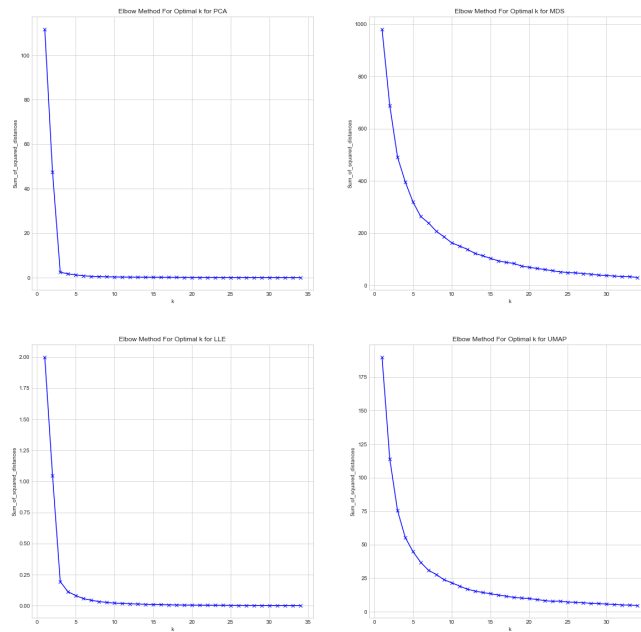 Elbow Method For Optimal k for PCA
Sum_of_squared_distances
100
80
60
40
20
0
0 5 10 15 20 25 30 35
k
Elbow Method For Optimal k for MDS
Sum_of_squared_distances
1000
800
600
400
200
0
0 5 10 15 20 25 30
k
Elbow Method For Optimal k for LLE
Sum_of_squared_distances
2.00
1.75
1.50
1.25
1.00
0.75
0.50
0.25
0.00
0 5 10 15 20 25 30 35
k
Elbow Method For Optimal k for UMAP
Sum_of_squared_distances
175
150
125
100
75
50
25
0
0 5 10 15 20 25 30
k